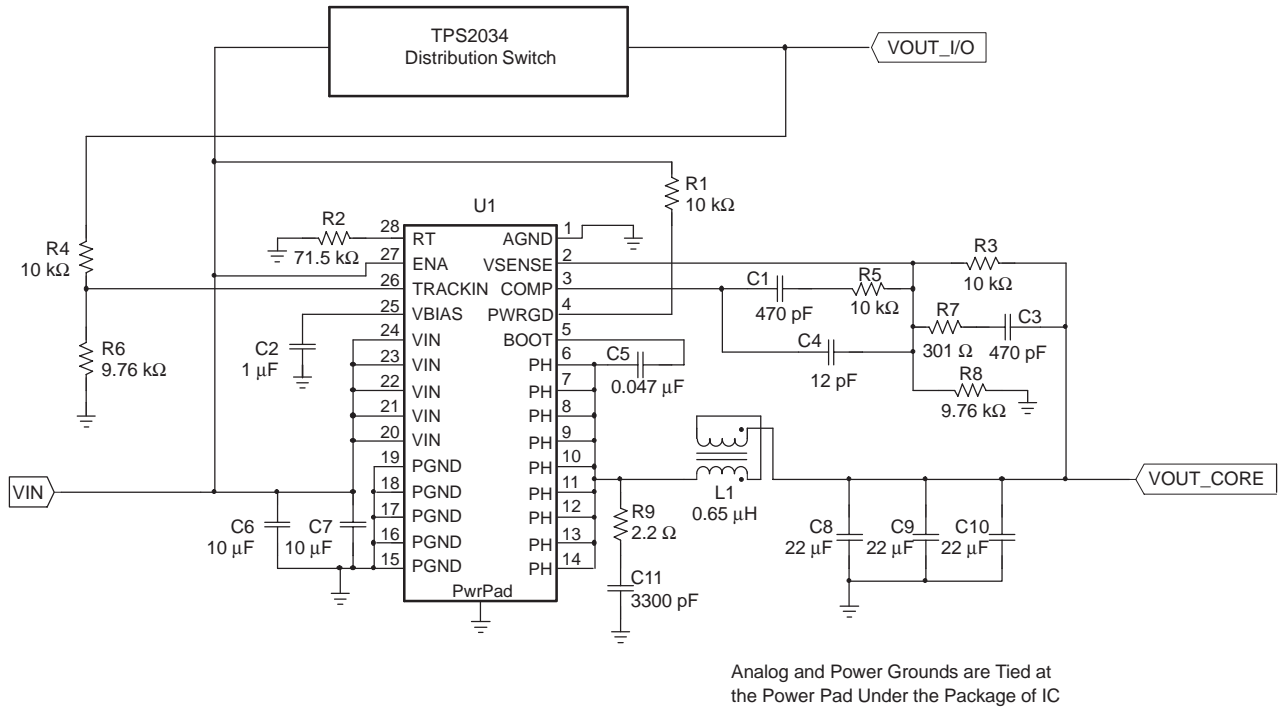 TPS2034
Distribution Switch
VOUT_I/O
R1
10 kΩ
U1
R4
10 kΩ
R2
71.5 kΩ
28
RT
27
ENA
26
TRACKIN
25
VBIAS
24
VIN
23
VIN
22
VIN
21
VIN
20
VIN
19
PGND
18
PGND
17
PGND
16
PGND
15
PGND
1
AGND
2
VSENSE
3
COMP
4
PWRGD
5
BOOT
6
PH
7
PH
8
PH
9
PH
10
PH
11
PH
12
PH
13
PH
14
PH
PwrPad
R6
9.76 kΩ
C2
1 μF
C1
470 pF
R5
10 kΩ
R3
10 kΩ
R7
301 Ω
C3
470 pF
C4
12 pF
R8
9.76 kΩ
C5
0.047 μF
VIN
C6
10 μF
C7
10 μF
L1
0.65 μH
R9
2.2 Ω
C11
3300 pF
C8
22 μF
C9
22 μF
C10
22 μF
VOUT_CORE
Analog and Power Grounds are Tied at
the Power Pad Under the Package of IC